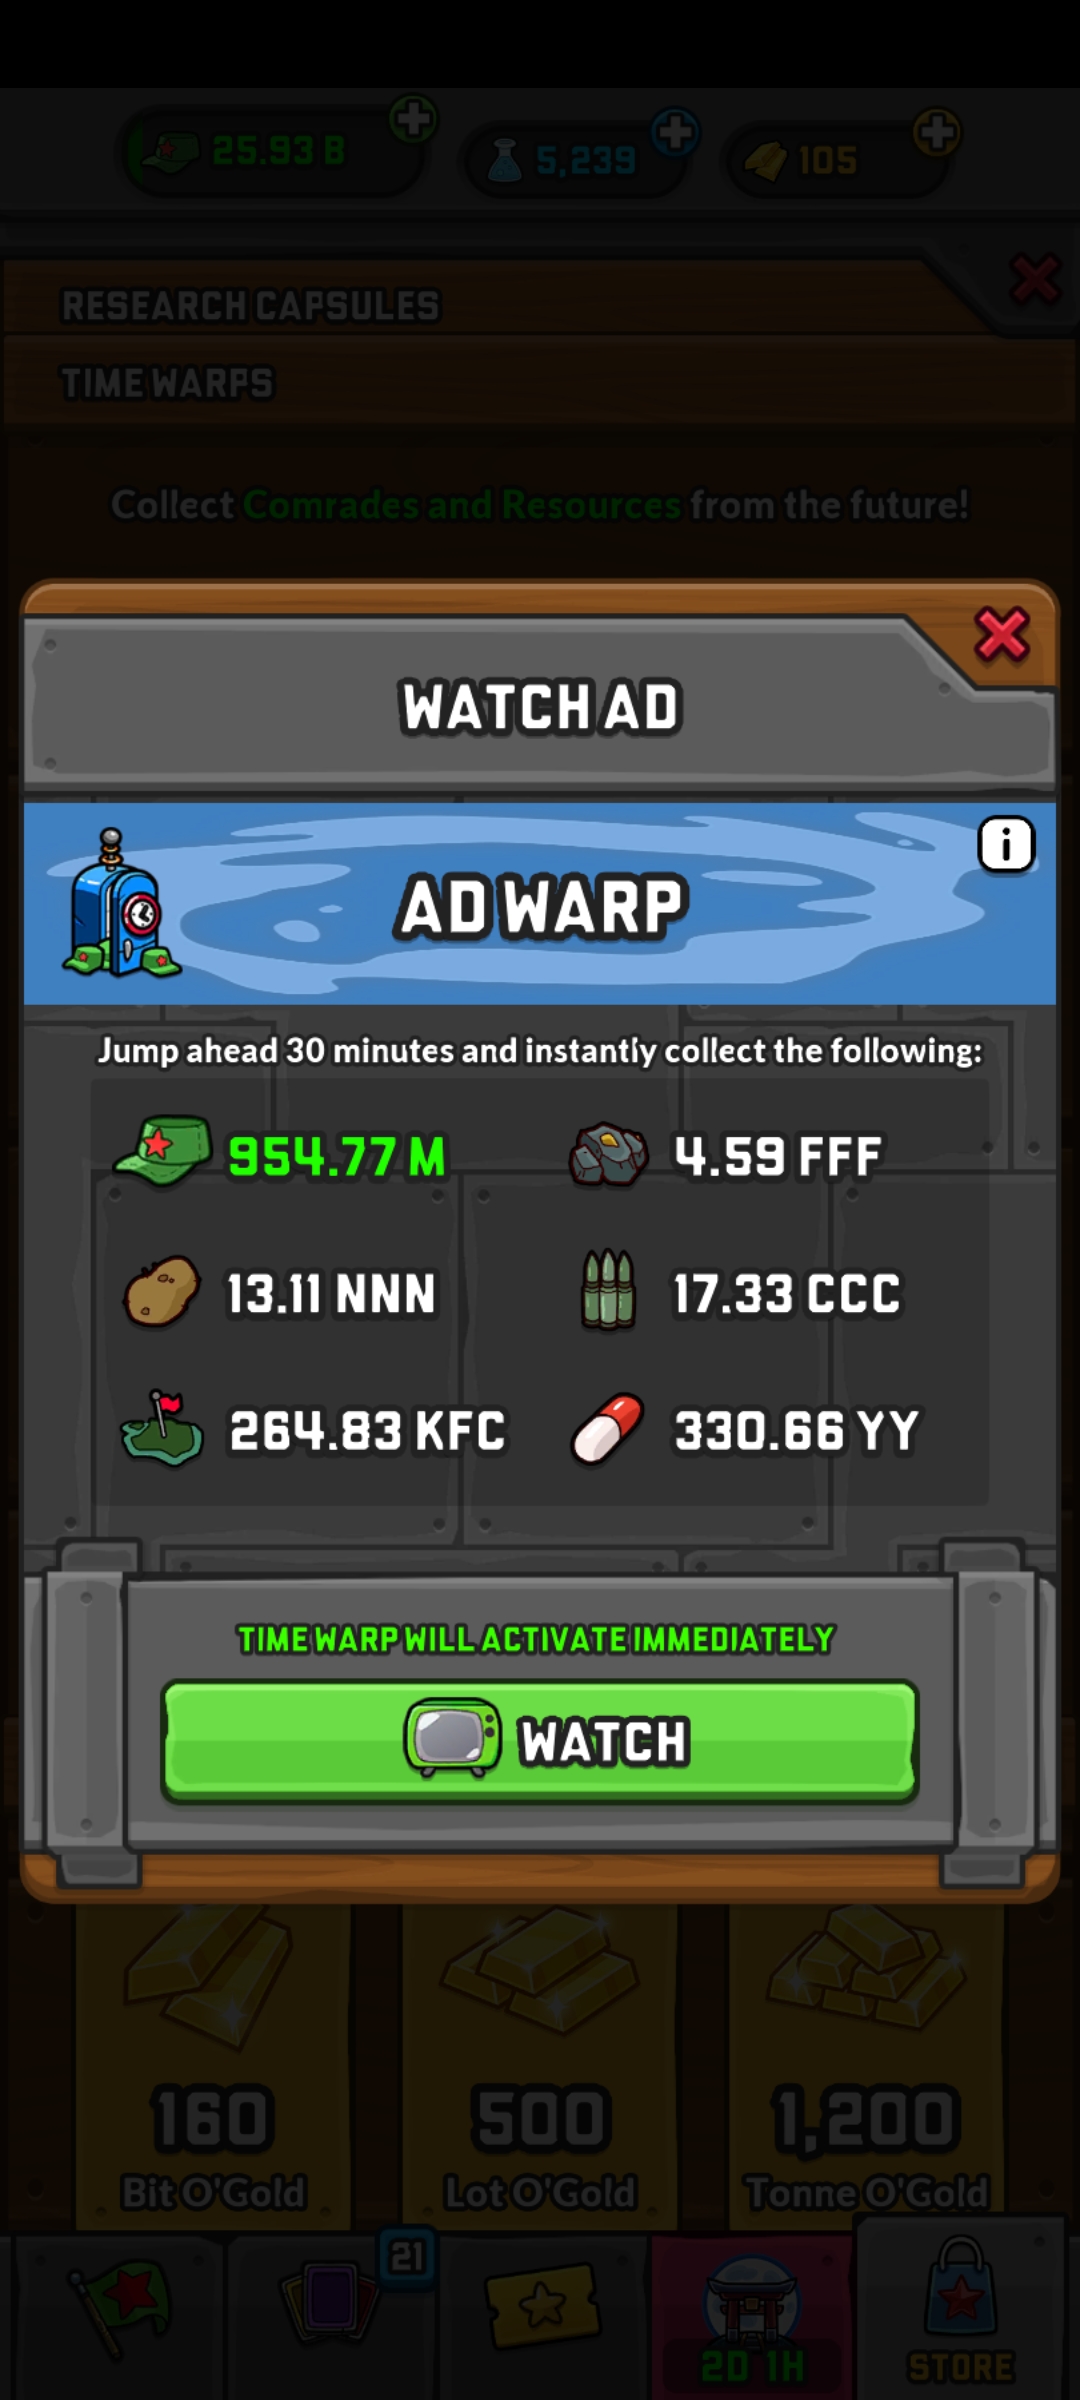 25.93 B
5,239
105
RESEARCH CAPSULES
TIME WARPS
Collect Comrades and Resources from the future!
WATCH AD
AD WARP
i
Jump ahead 30 minutes and instantly collect the following:
954.77 M
4.59 FFF
13.11 NNN
17.33 CCC
264.83 KFC
330.66 YY
TIME WARP WILL ACTIVATE IMMEDIATELY
WATCH
160
500
1,200
Bit O'Gold
Lot O'Gold
Tonne O'Gold
21
2D 1H
STORE